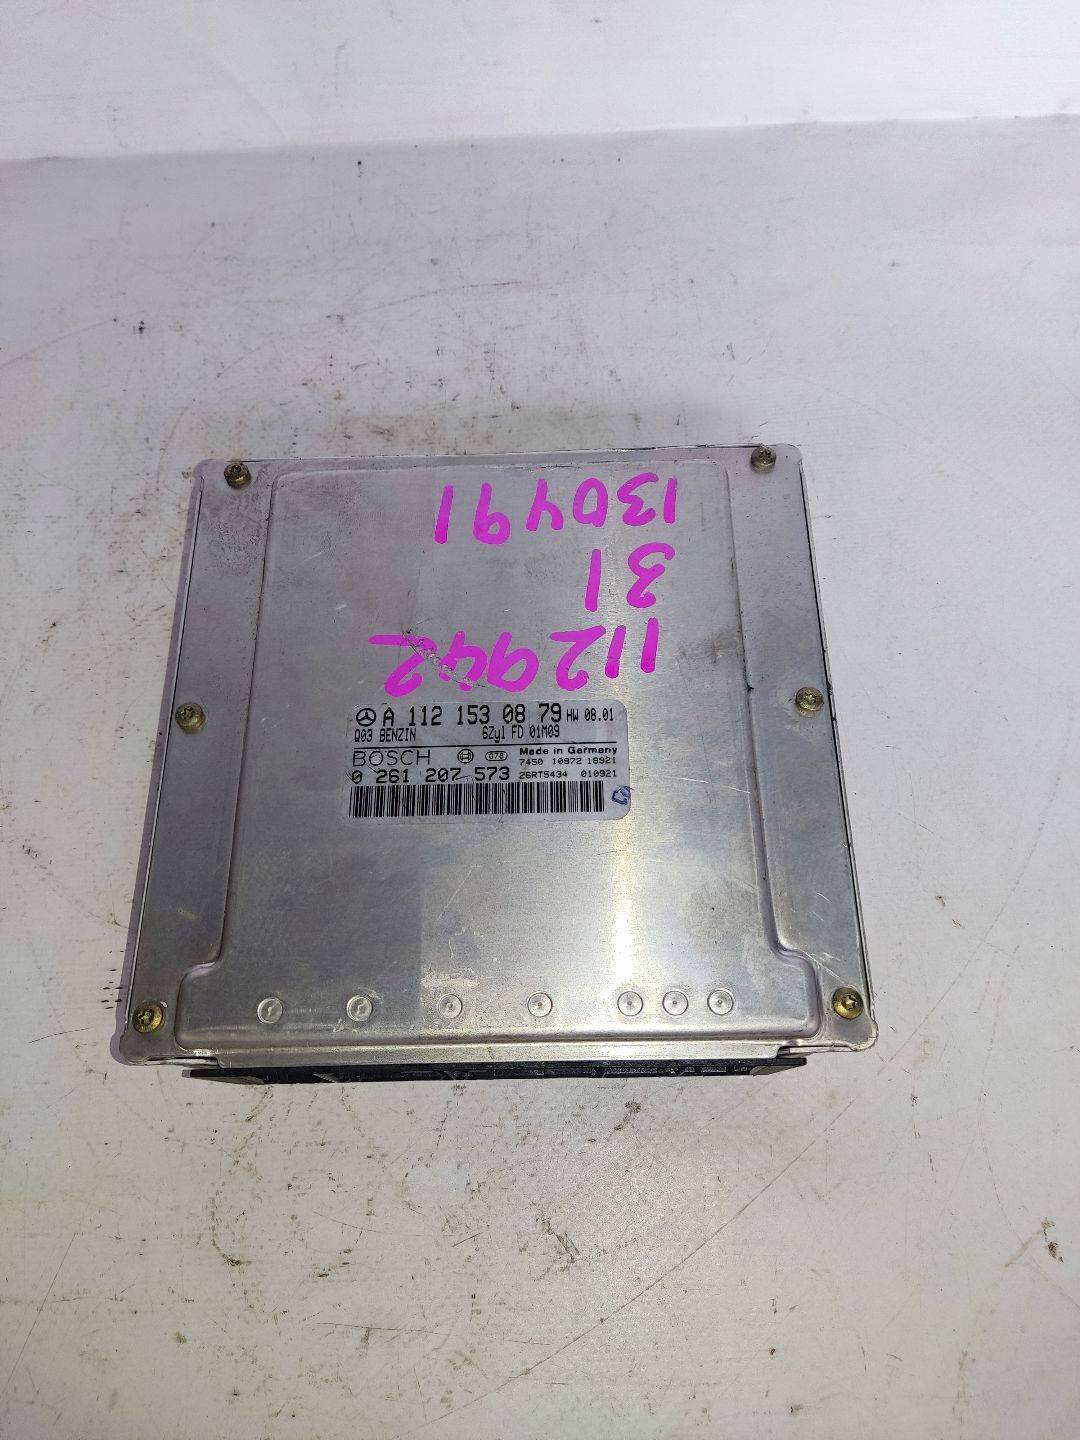 112942
31
130491
A 112 153 08 79 HW 08.01
Q03 BENZIN 6Zyl FD 01M09
BOSCH 078 Made in Germany
7450 10972 19921
0 261 207 573 26RT5434 010921